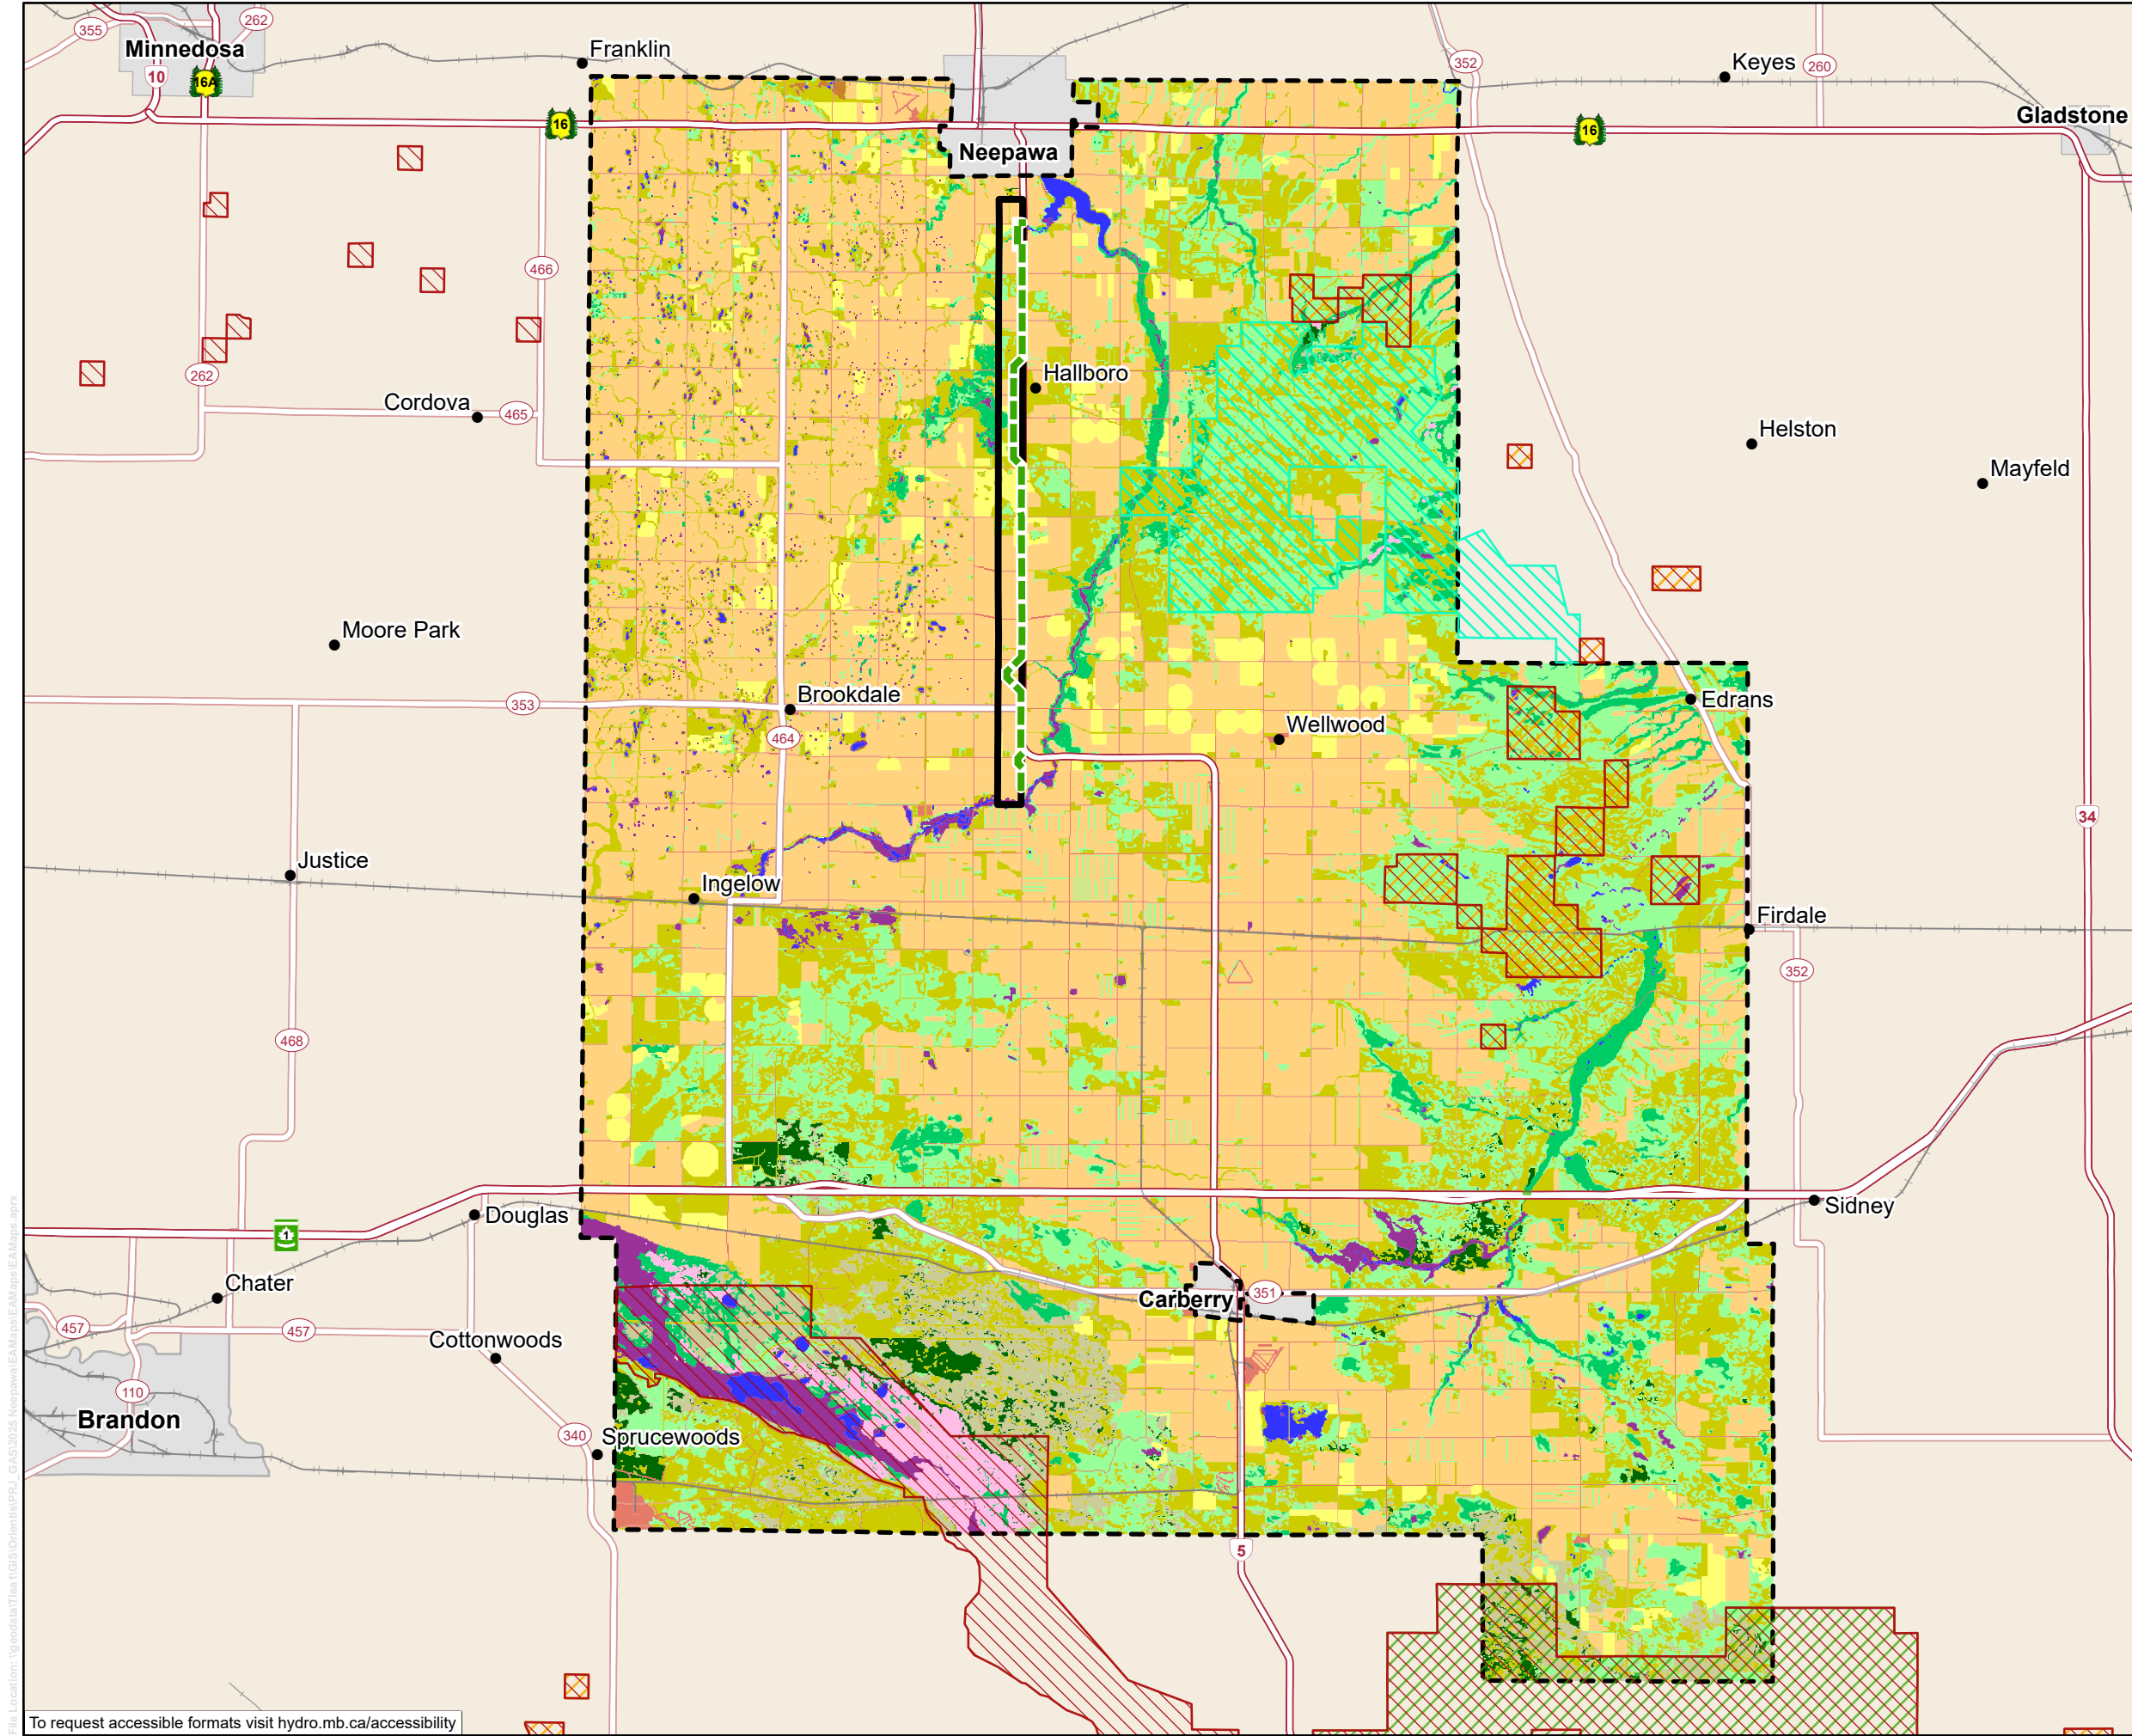 355
262
Minnedosa
10
16A
Franklin
352
Keyes
260
Gladstone
16
16
Neepawa
466
262
Hallboro
Cordova
465
Helston
Mayfeld
Moore Park
353
Brookdale
Edrans
464
Wellwood
34
Justice
Ingelow
Firdale
352
468
Douglas
Sidney
1
Chater
351
Carberry
457
457
Cottonwoods
110
Brandon
340
Sprucewoods
5
To request accessible formats visit hydro.mb.ca/accessibility